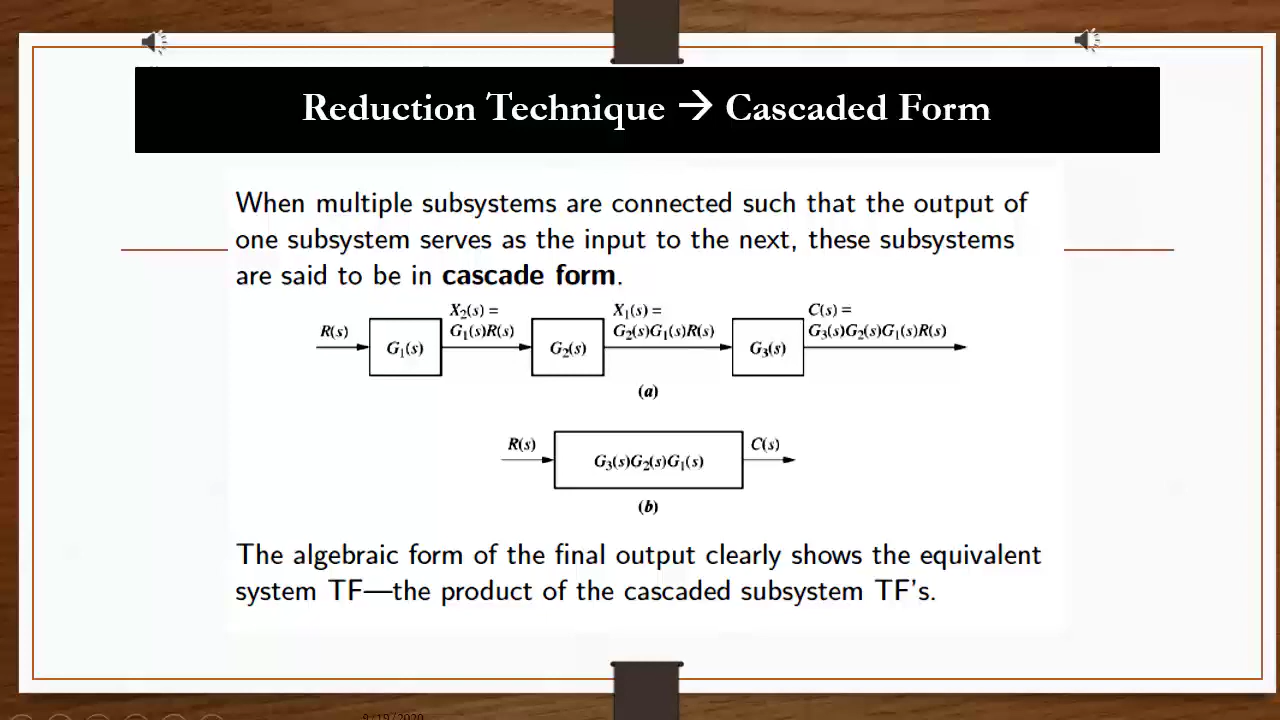 Reduction Technique → Cascaded Form
When multiple subsystems are connected such that the output of
one subsystem serves as the input to the next, these subsystems
are said to be in cascade form.
R(s)
G₁(s)
X₂(s) =
G₁(s)R(s)
G₂(s)
X₁(s) =
G₂(s)G₁(s)R(s)
G₃(s)
C(s) =
G₃(s)G₂(s)G₁(s)R(s)
(a)
R(s)
G₃(s)G₂(s)G₁(s)
C(s)
(b)
The algebraic form of the final output clearly shows the equivalent
system TF—the product of the cascaded subsystem TF's.
9/19/2020